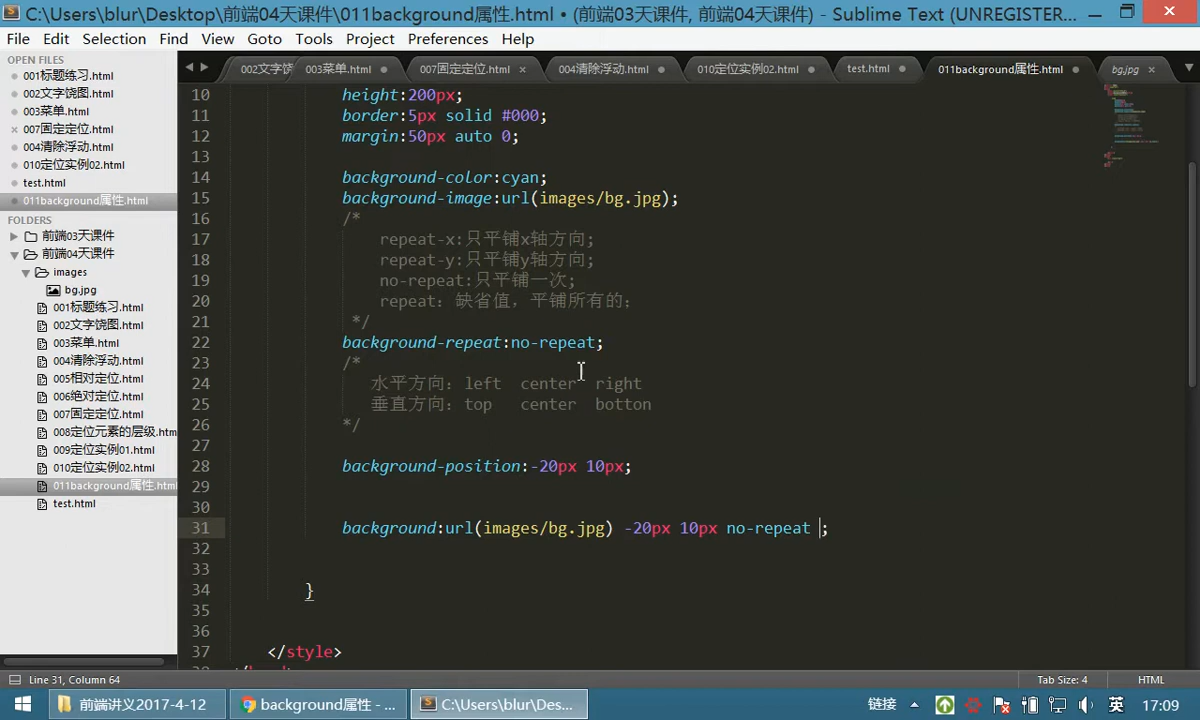 C:\Users\blur\Desktop\前端04天课件\011background属性.html • (前端03天课件, 前端04天课件) - Sublime Text (UNREGISTER...
File Edit Selection Find View Goto Tools Project Preferences Help
OPEN FILES
001标题练习.html
002文字饶图.html
003菜单.html
007固定定位.html
004清除浮动.html
010定位实例02.html
test.html
011background属性.html
FOLDERS
前端03天课件
前端04天课件
images
bg.jpg
001标题练习.html
002文字饶图.html
003菜单.html
004清除浮动.html
005相对定位.html
006绝对定位.html
007固定定位.html
008定位元素的层级.htm
009定位实例01.html
010定位实例02.html
011background属性.html
test.html
002文字饶 003菜单.html 007固定定位.html 004清除浮动.html 010定位实例02.html test.html 011background属性.html bg.jpg
10 height:200px;
11 border:5px solid #000;
12 margin:50px auto 0;
13
14 background-color:cyan;
15 background-image:url(images/bg.jpg);
16 /*
17 repeat-x:只平铺x轴方向;
18 repeat-y:只平铺y轴方向;
19 no-repeat:只平铺一次;
20 repeat：缺省值，平铺所有的；
21 */
22 background-repeat:no-repeat;
23 /*
24 水平方向：left center right
25 垂直方向：top center botton
26 */
27
28 background-position:-20px 10px;
29
30
31 background:url(images/bg.jpg) -20px 10px no-repeat ;
32
33
34 }
35
36
37 </style>
Line 31, Column 64 Tab Size: 4 HTML
前端讲义2017-4-12 background属性 - ... C:\Users\blur\Des... 链接 英 17:09